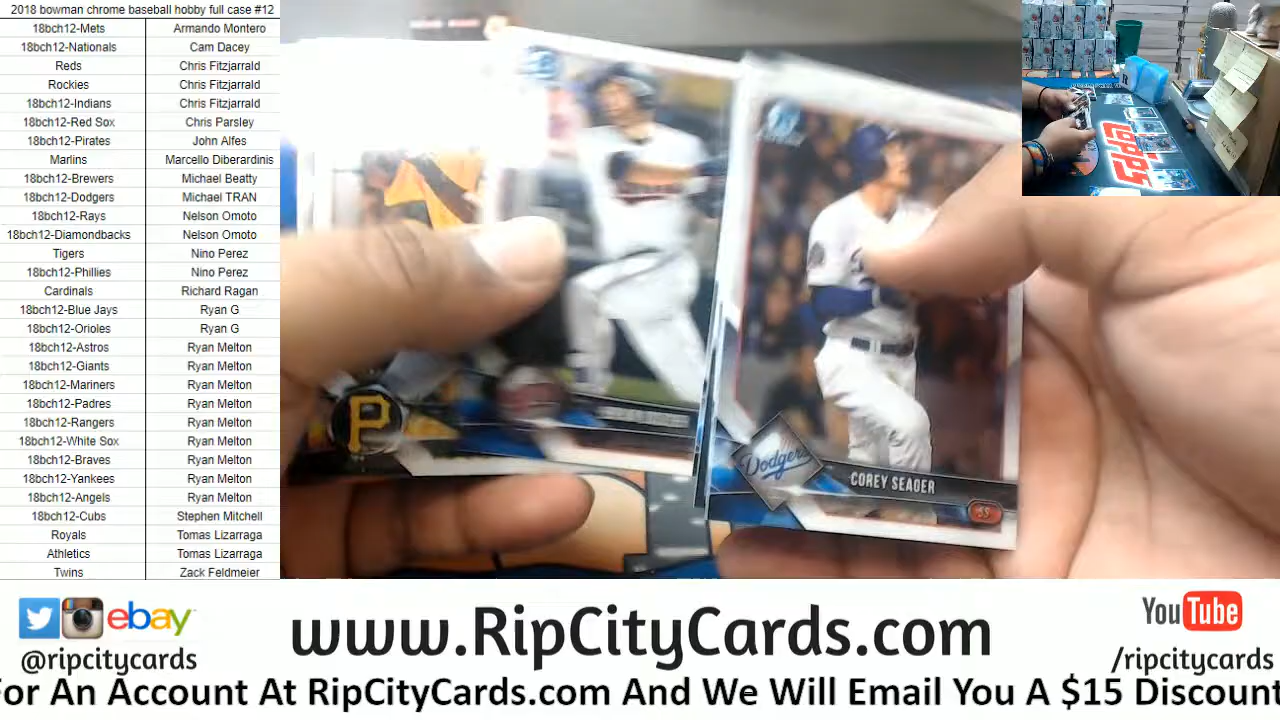 2018 bowman chrome baseball hobby full case #12
18bch12-Mets Armando Montero
18bch12-Nationals Cam Dacey
Reds Chris Fitzjarrald
Rockies Chris Fitzjarrald
18bch12-Indians Chris Fitzjarrald
18bch12-Red Sox Chris Parsley
18bch12-Pirates John Alfes
Marlins Marcello Diberardinis
18bch12-Brewers Michael Beatty
18bch12-Dodgers Michael TRAN
18bch12-Rays Nelson Omoto
18bch12-Diamondbacks Nelson Omoto
Tigers Nino Perez
18bch12-Phillies Nino Perez
Cardinals Richard Ragan
18bch12-Blue Jays Ryan G
18bch12-Orioles Ryan G
18bch12-Astros Ryan Melton
18bch12-Giants Ryan Melton
18bch12-Mariners Ryan Melton
18bch12-Padres Ryan Melton
18bch12-Rangers Ryan Melton
18bch12-White Sox Ryan Melton
18bch12-Braves Ryan Melton
18bch12-Yankees Ryan Melton
18bch12-Angels Ryan Melton
18bch12-Cubs Stephen Mitchell
Royals Tomas Lizarraga
Athletics Tomas Lizarraga
Twins Zack Feldmeier
P
Dodgers
COREY SEAGER
SS
Topps
ebay
@ripcitycards
www.RipCityCards.com
YouTube
/ripcitycards
For An Account At RipCityCards.com And We Will Email You A $15 Discount